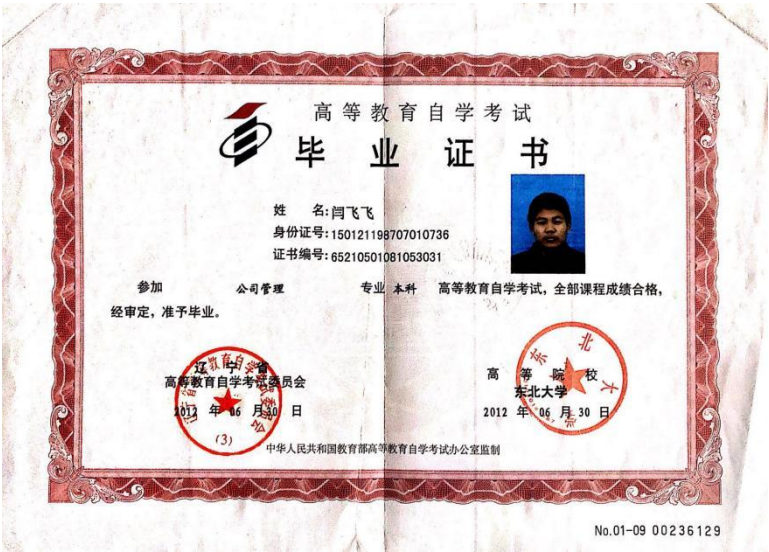 高等教育自学考试
毕业证书
姓 名:闫飞飞
身份证号:150121198707010736
证书编号:65210501081053031
参加 公司管理 专业 本科 高等教育自学考试，全部课程成绩合格，
经审定，准予毕业。
辽宁省
高等教育自学考试委员会
2012 年 06 月 30 日
(3)
高等院校
东北大学
2012 年 06 月 30 日
东北大学
中华人民共和国教育部高等教育自学考试办公室监制
No.01-09 00236129